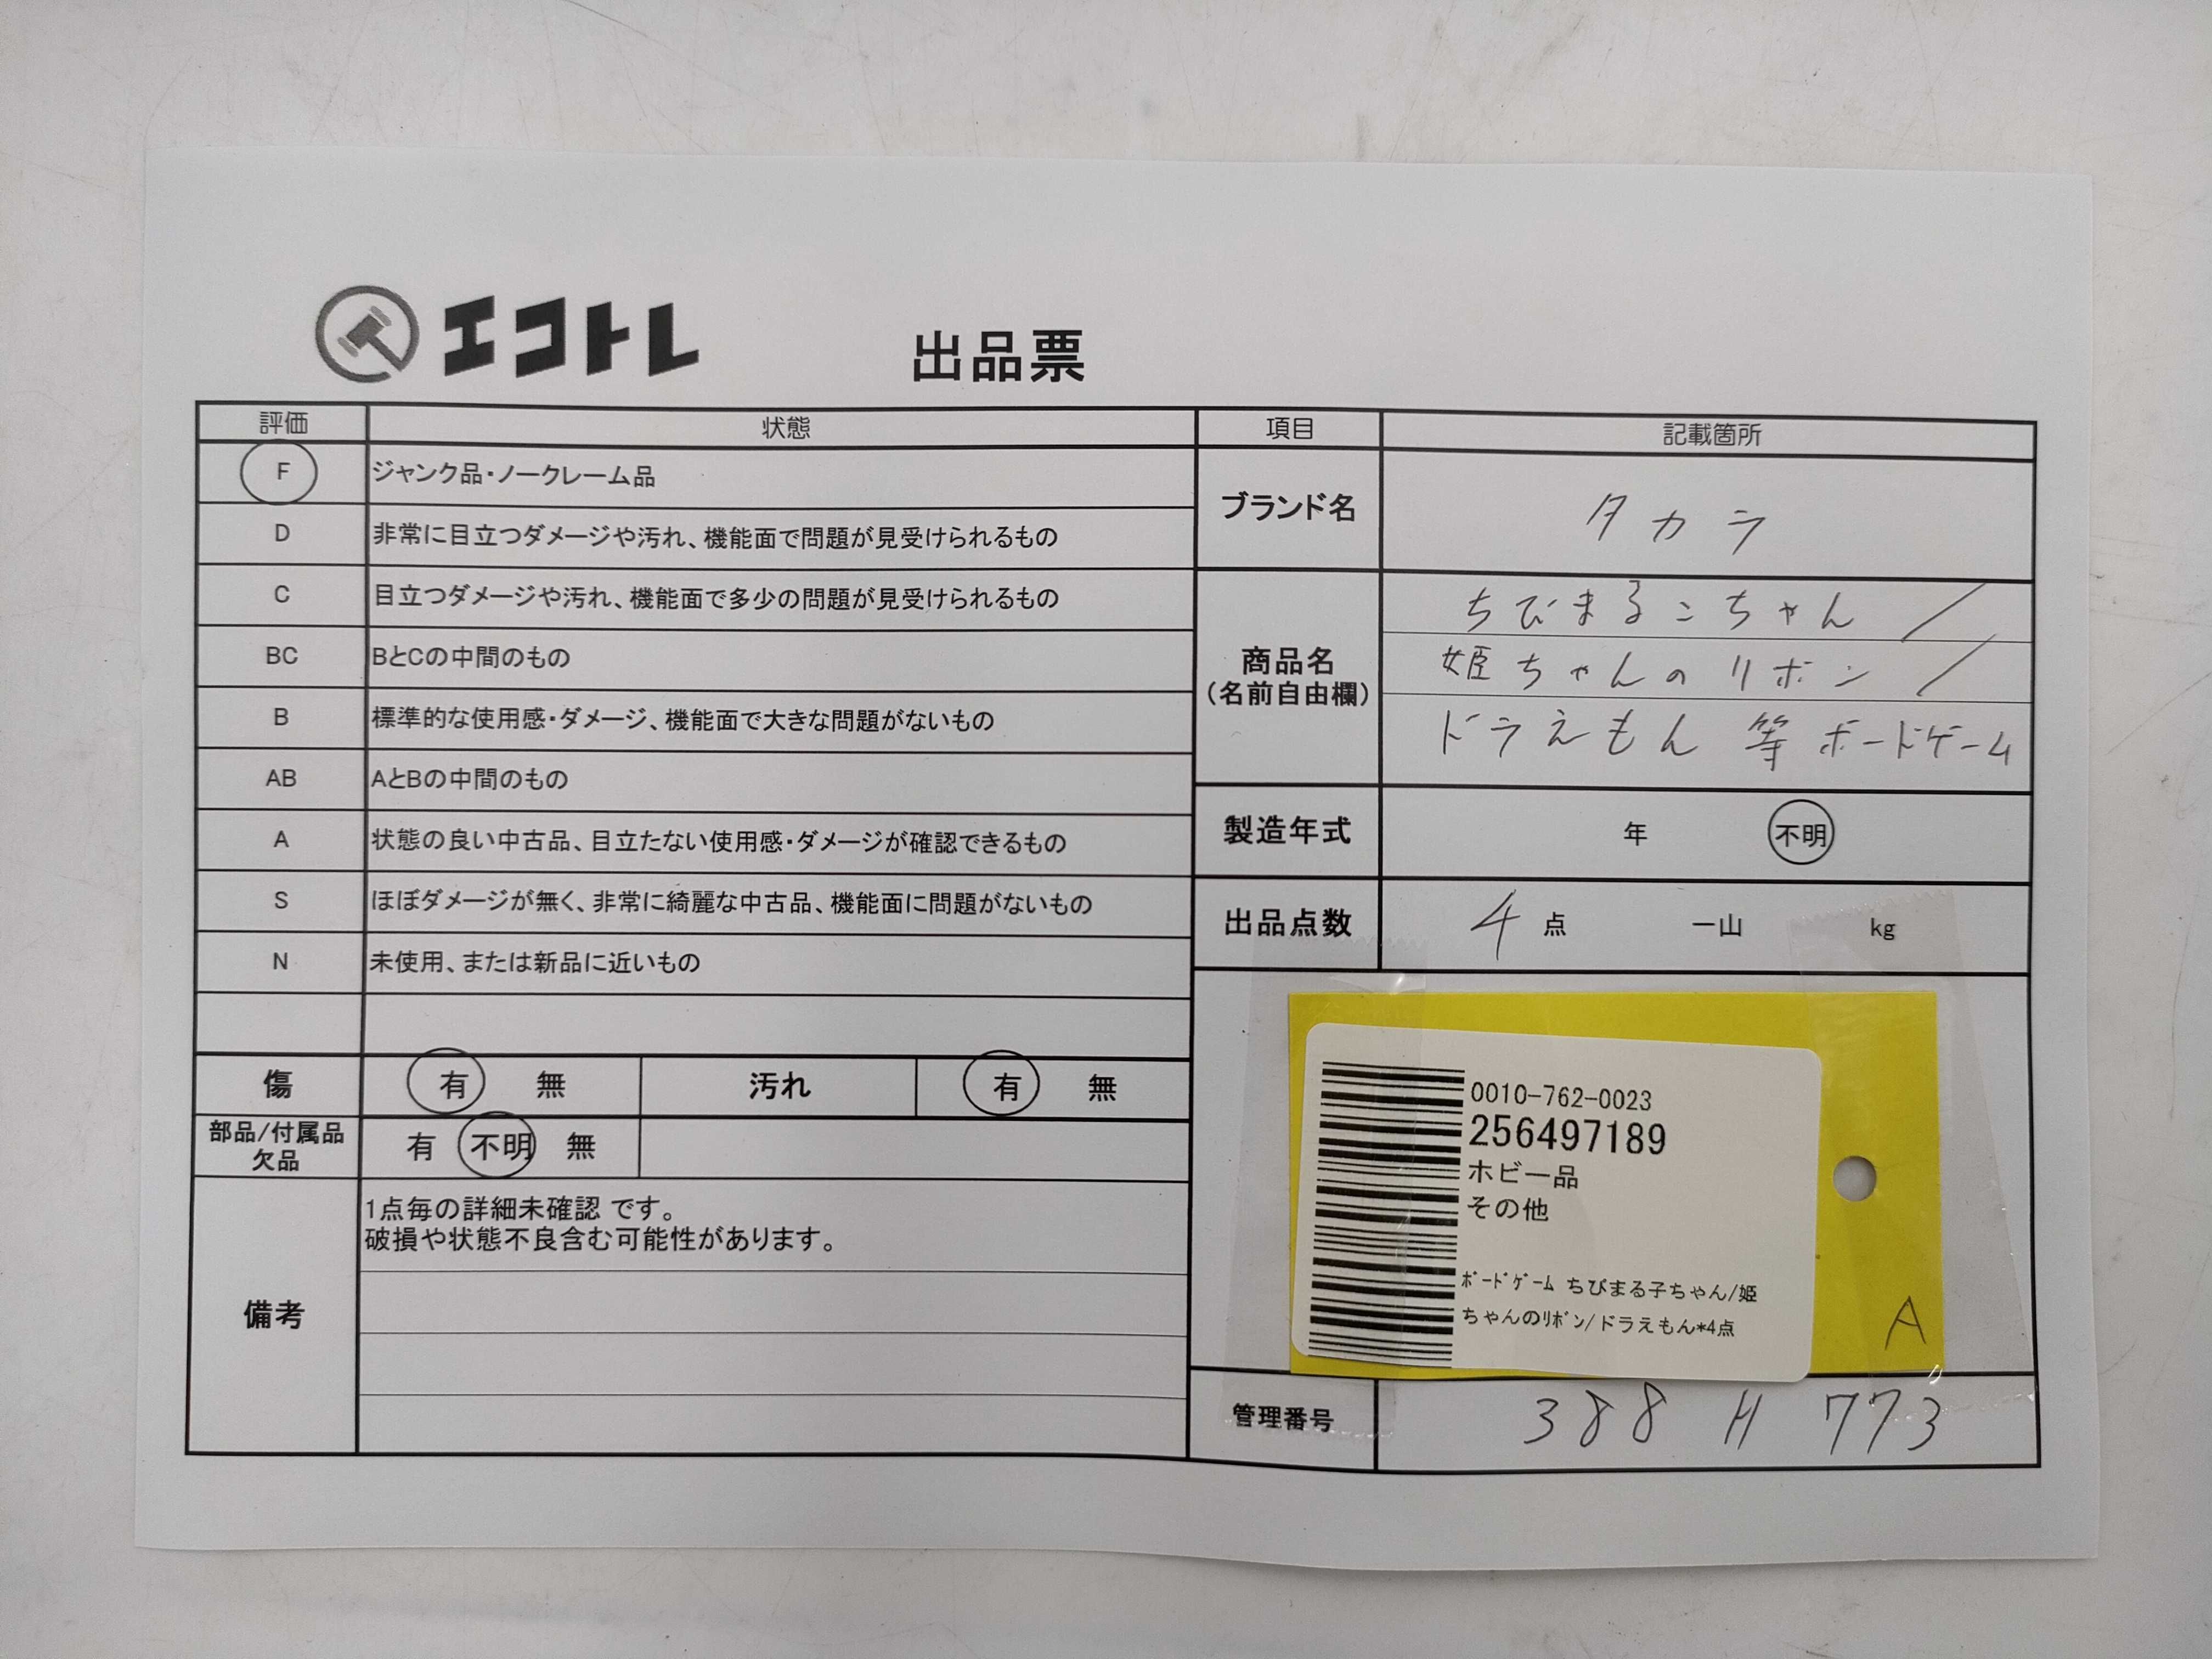 エコトレ
出品票
評価 状態
F ジャンク品・ノークレーム品
D 非常に目立つダメージや汚れ、機能面で問題が見受けられるもの
C 目立つダメージや汚れ、機能面で多少の問題が見受けられるもの
BC BとCの中間のもの
B 標準的な使用感・ダメージ、機能面で大きな問題がないもの
AB AとBの中間のもの
A 状態の良い中古品、目立たない使用感・ダメージが確認できるもの
S ほぼダメージが無く、非常に綺麗な中古品、機能面に問題がないもの
N 未使用、または新品に近いもの
傷 有 無 汚れ 有 無
部品/付属品
欠品
有 不明 無
備考
1点毎の詳細未確認 です。
破損や状態不良含む可能性があります。
項目 記載箇所
ブランド名 タカラ
商品名
(名前自由欄)
ちびまるこちゃん /
姫ちゃんのリボン /
ドラえもん 等 ボードゲーム
製造年式 年 不明
出品点数 4 点 一山 kg
0010-762-0023
256497189
ホビー品
その他
ﾎﾞｰﾄﾞｹﾞｰﾑ ちびまる子ちゃん/姫
ちゃんのﾘﾎﾞﾝ/ドラえもん*4点
A
管理番号 388 H 773